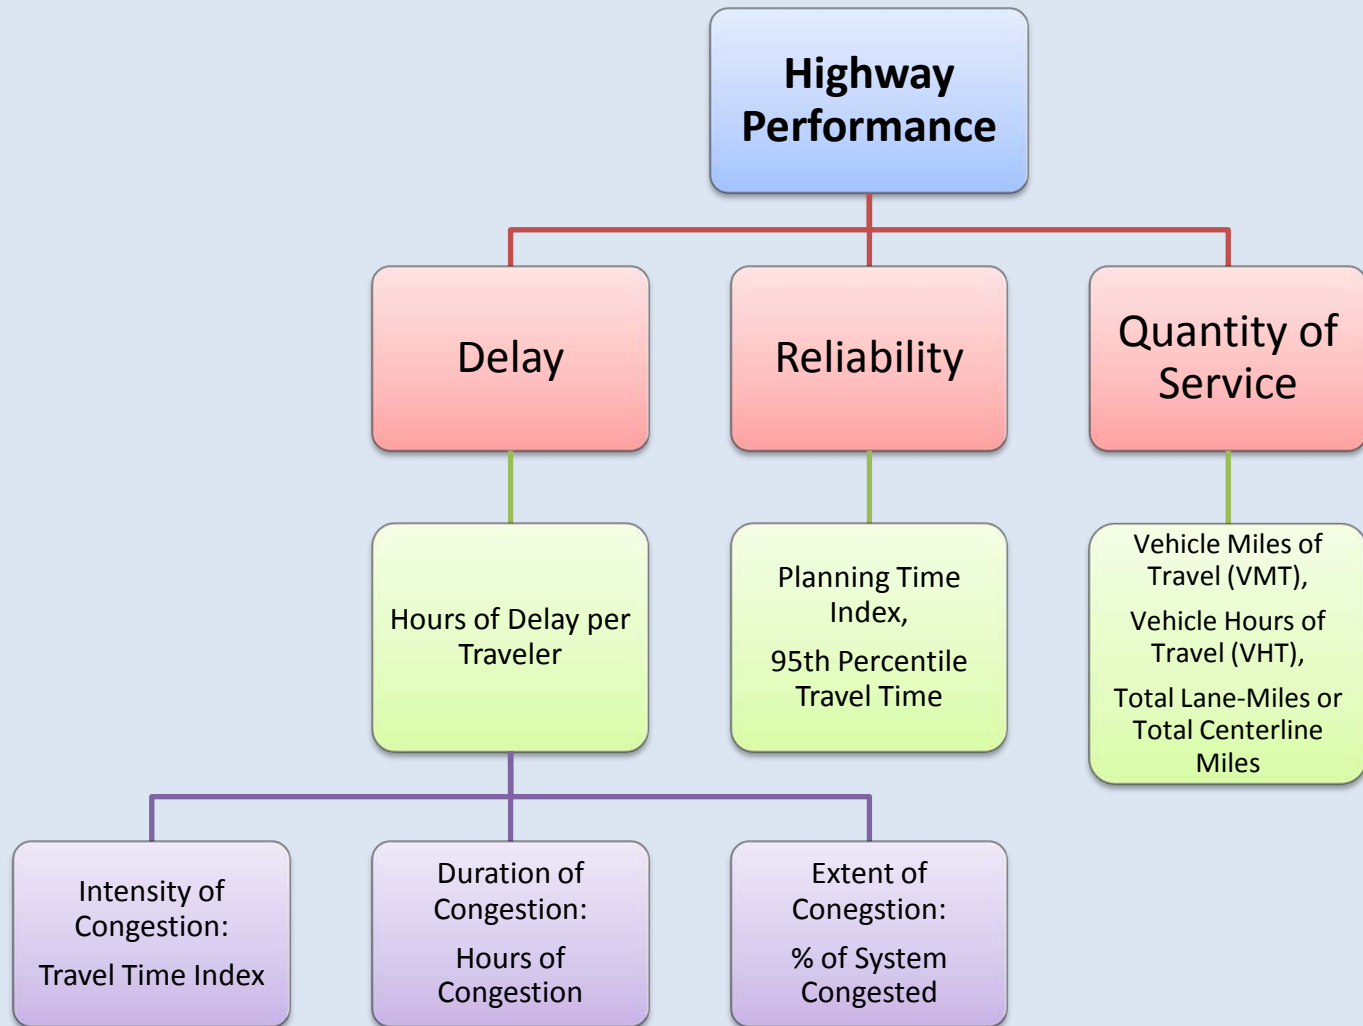 Highway
Performance
Delay
Reliability
Quantity of
Service
Hours of Delay per
Traveler
Planning Time
Index,
95th Percentile
Travel Time
Vehicle Miles of
Travel (VMT),
Vehicle Hours of
Travel (VHT),
Total Lane-Miles or
Total Centerline
Miles
Intensity of
Congestion:
Travel Time Index
Duration of
Congestion:
Hours of
Congestion
Extent of
Conegstion:
% of System
Congested